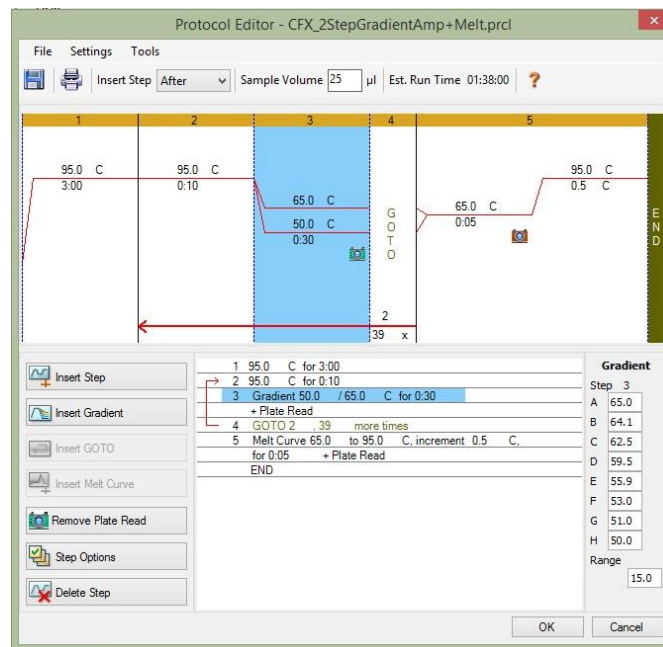 Protocol Editor - CFX_2StepGradientAmp+Melt.prcl
File Settings Tools
Insert Step After Sample Volume 25 µl Est. Run Time 01:38:00 ?
1 2 3 4 5
95.0 C
3:00
95.0 C
0:10
65.0 C
50.0 C
0:30
G
O
T
O
2
39 x
65.0 C
0:05
95.0 C
0.5 C
E
N
D
Insert Step
Insert Gradient
Insert GOTO
Insert Melt Curve
Remove Plate Read
Step Options
Delete Step
1 95.0 C for 3:00
2 95.0 C for 0:10
3 Gradient 50.0 / 65.0 C for 0:30
+ Plate Read
4 GOTO 2 , 39 more times
5 Melt Curve 65.0 to 95.0 C, increment 0.5 C,
for 0:05 + Plate Read
END
Gradient
Step 3
A 65.0
B 64.1
C 62.5
D 59.5
E 55.9
F 53.0
G 51.0
H 50.0
Range
15.0
OK Cancel